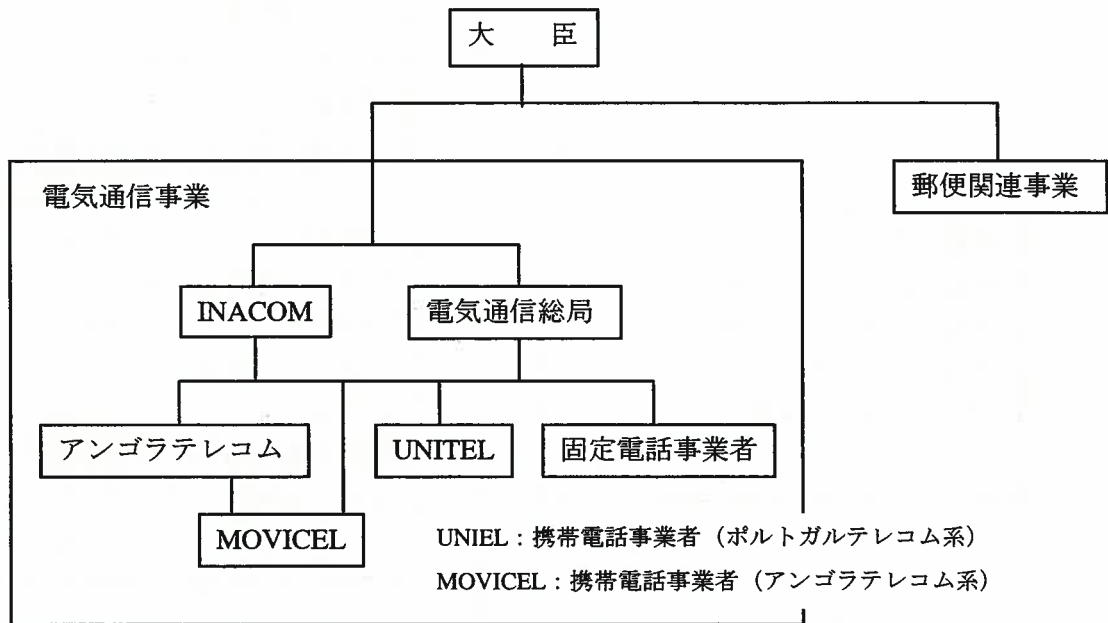 大 臣
郵便関連事業
電気通信事業
INACOM
電気通信総局
アンゴラテレコム
UNITEL
固定電話事業者
MOVICEL
UNIEL:携帯電話事業者(ポルトガルテレコム系)
MOVICEL:携帯電話事業者(アンゴラテレコム系)